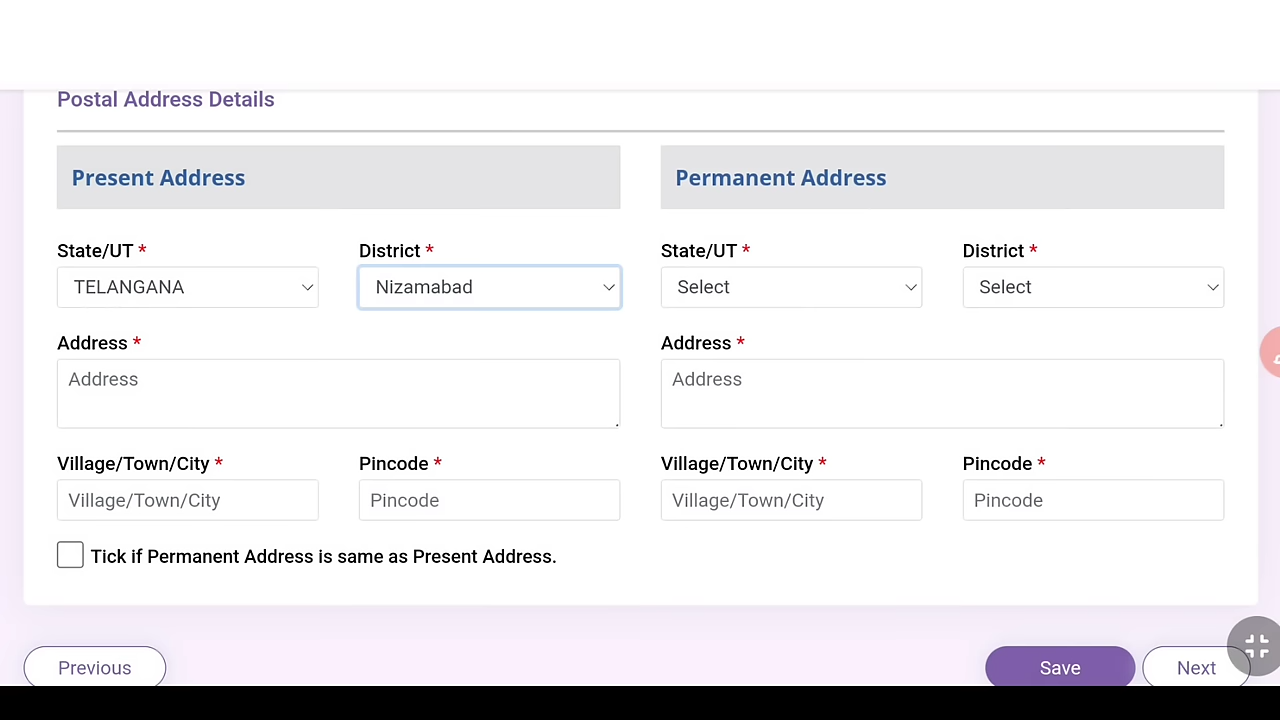 Postal Address Details
Present Address
Permanent Address
State/UT *
District *
State/UT *
District *
TELANGANA
Nizamabad
Select
Select
Address *
Address *
Address
Address
Village/Town/City *
Pincode *
Village/Town/City *
Pincode *
Village/Town/City
Pincode
Village/Town/City
Pincode
Tick if Permanent Address is same as Present Address.
Previous
Save
Next